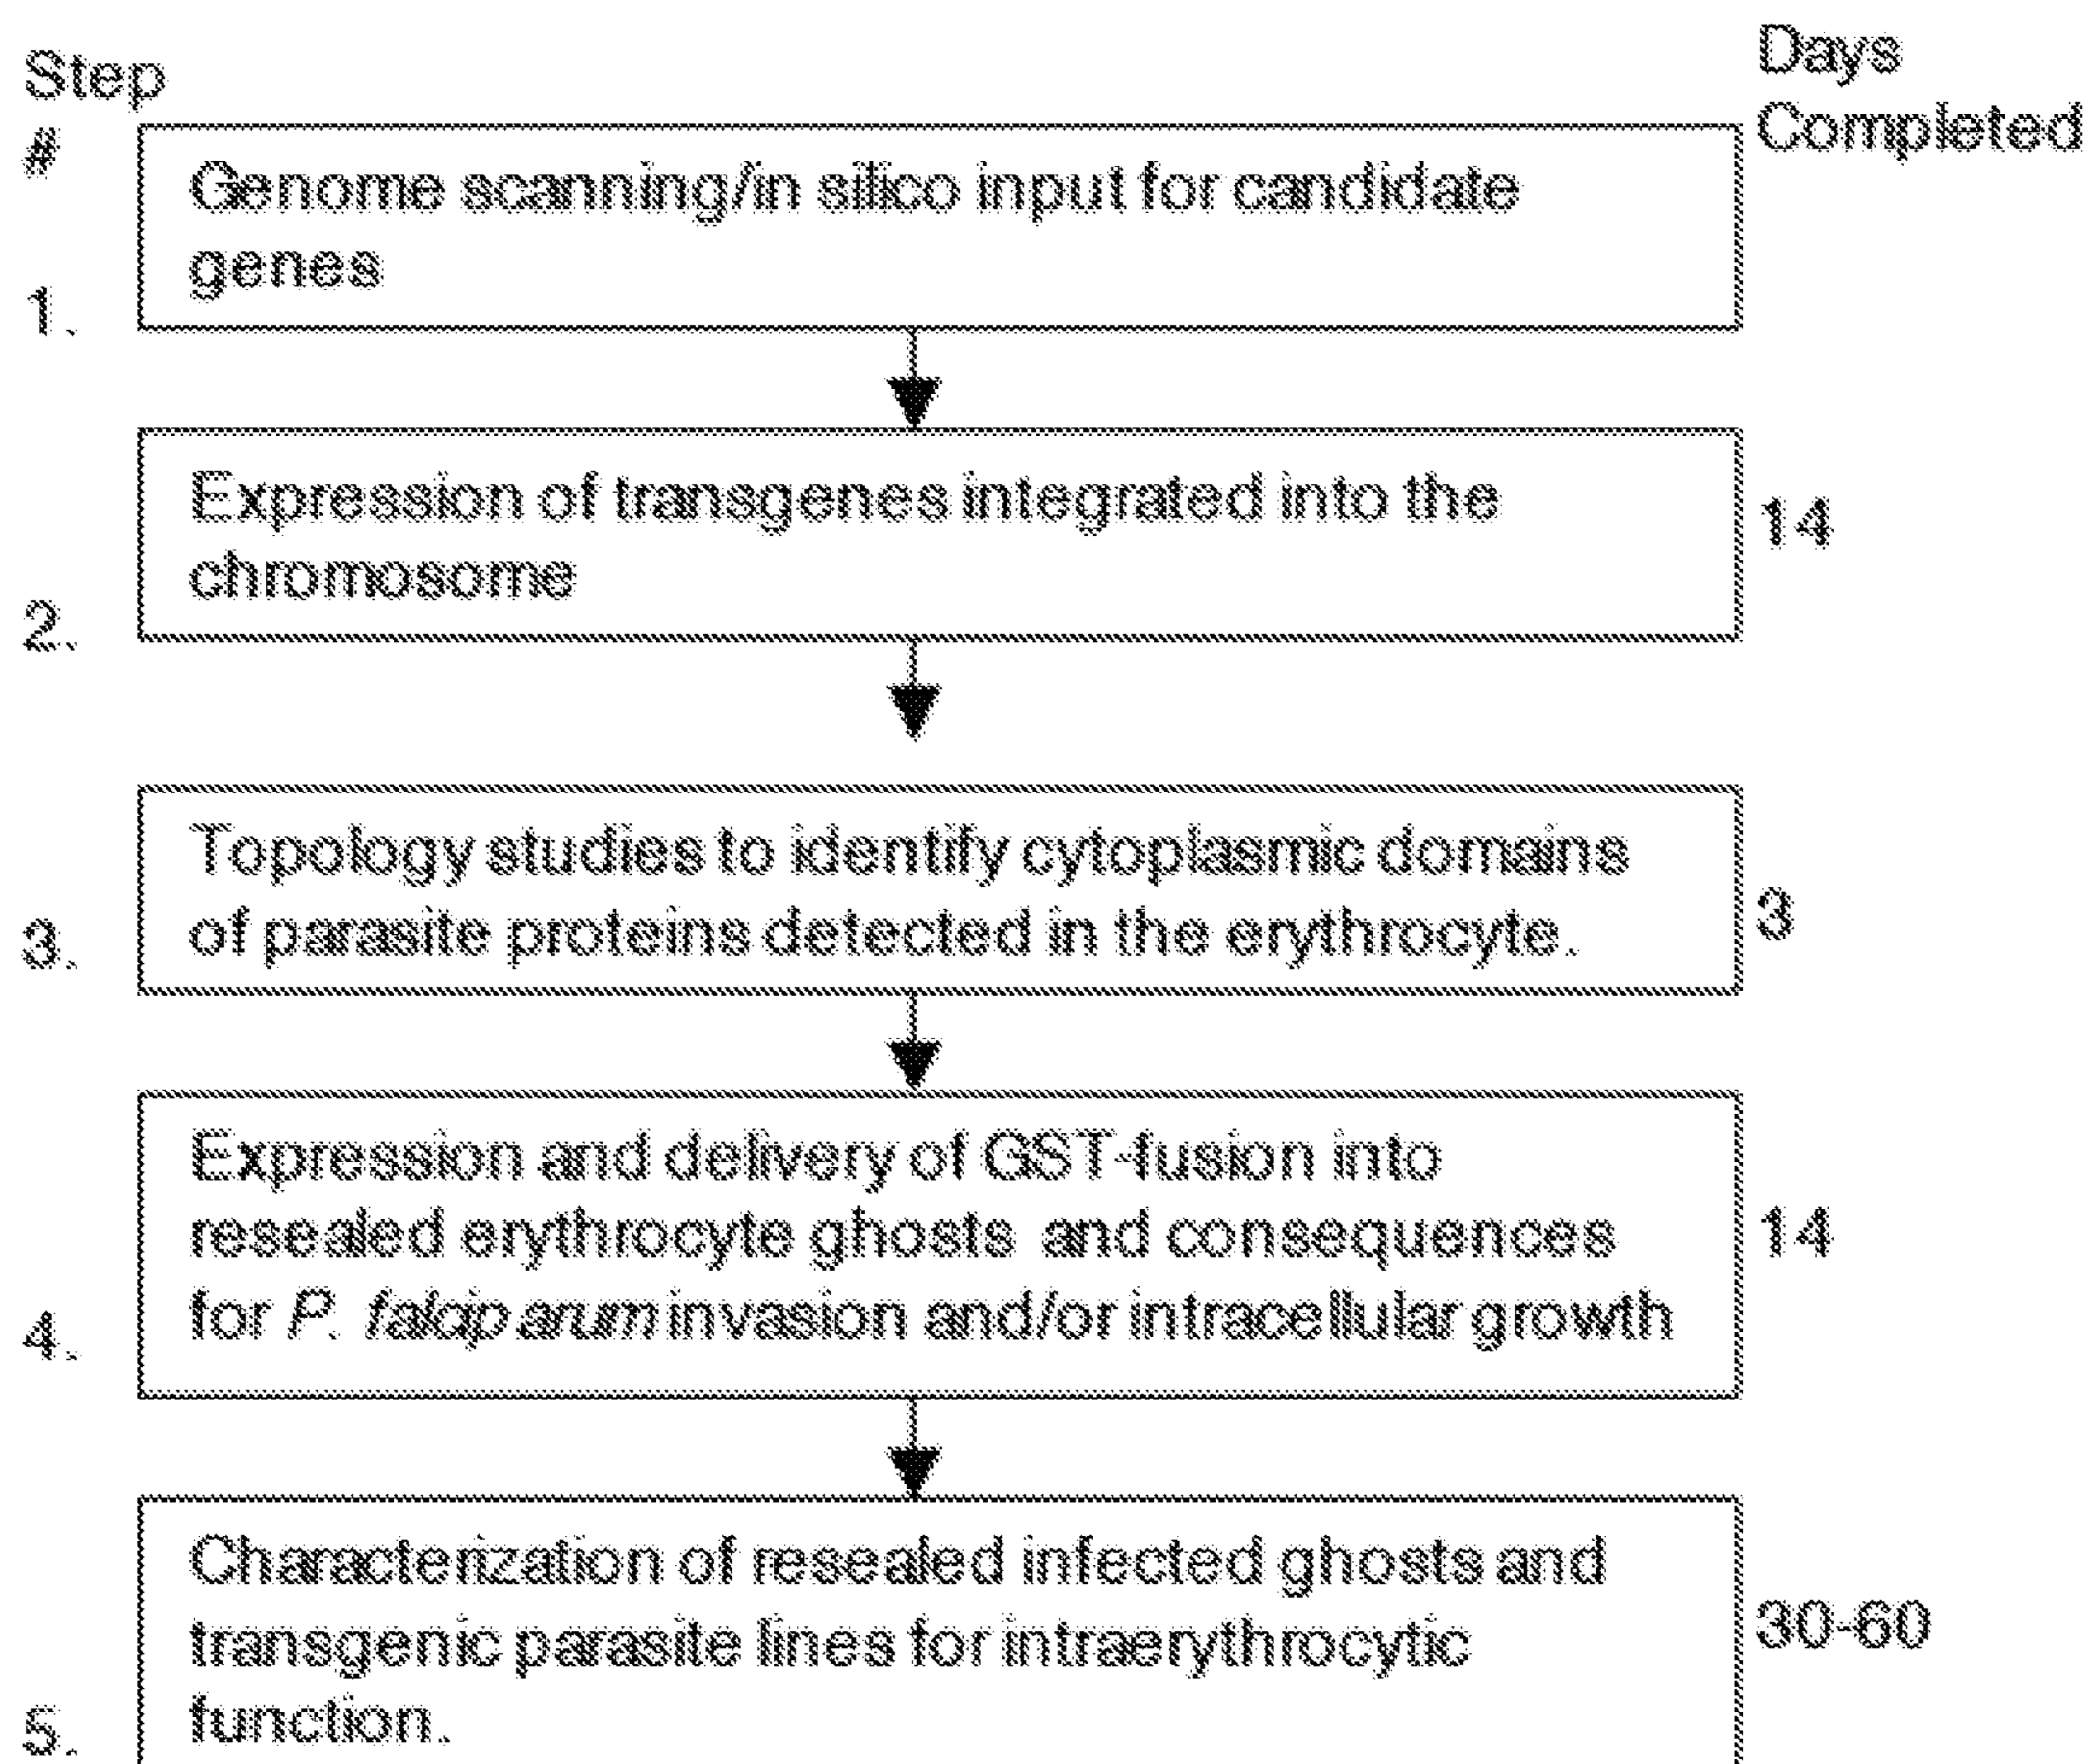 Step
#
Days
Completed
Genome scanning/in silico input for candidate
genes
1.
Expression of transgenes integrated into the
chromosome
14
2.
Topology studies to identify cytoplasmic domains
of parasite proteins detected in the erythrocyte.
3
3.
Expression and delivery of GST-fusion into
resealed erythrocyte ghosts and consequences
for P. falciparum invasion and/or intracellular growth
14
4.
Characterization of resealed infected ghosts and
transgenic parasite lines for intraerythrocytic
function.
30-60
5.